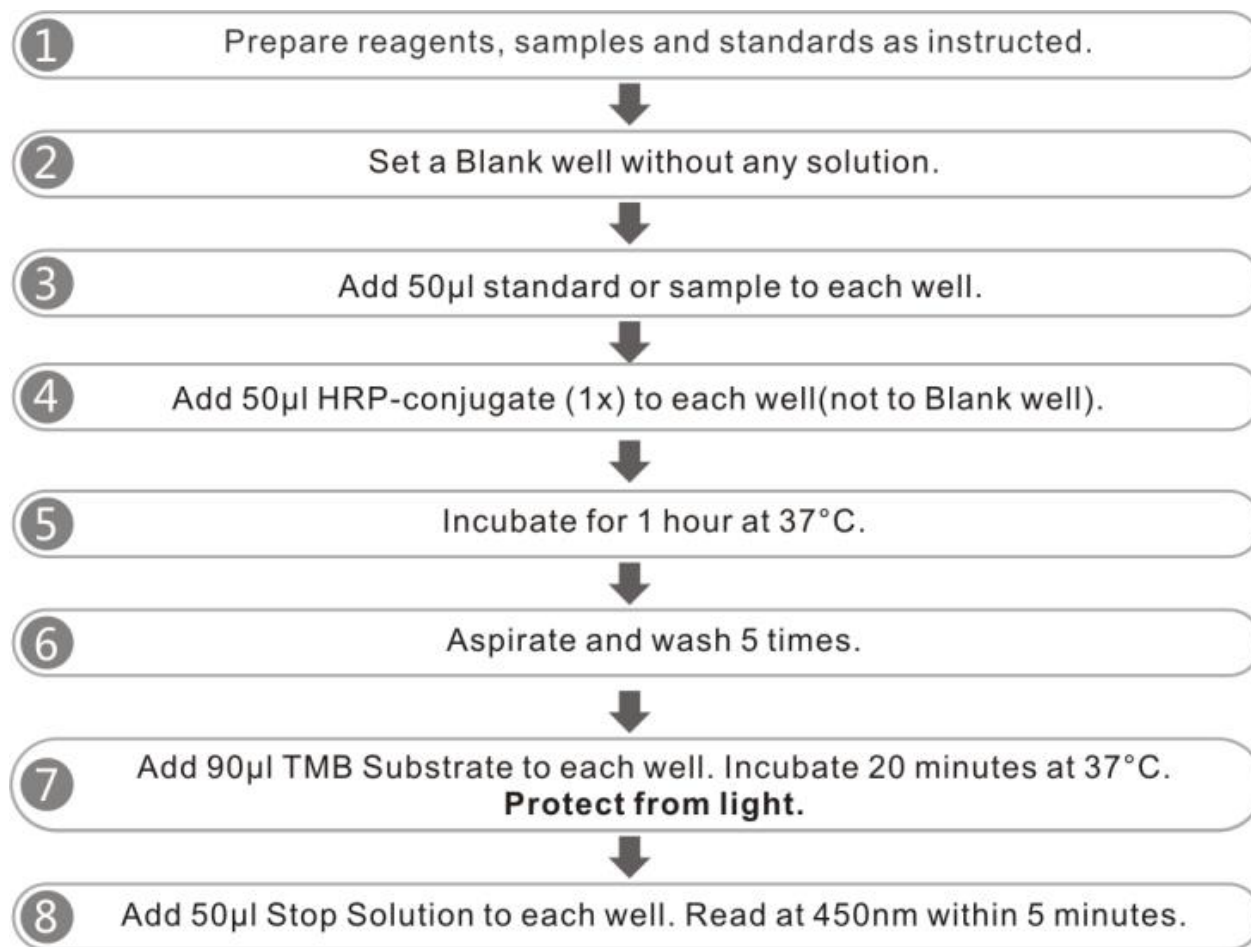 1
Prepare reagents, samples and standards as instructed.
2
Set a Blank well without any solution.
3
Add 50µl standard or sample to each well.
4
Add 50µl HRP-conjugate (1x) to each well(not to Blank well).
5
Incubate for 1 hour at 37°C.
6
Aspirate and wash 5 times.
7
Add 90µl TMB Substrate to each well. Incubate 20 minutes at 37°C.
Protect from light.
8
Add 50µl Stop Solution to each well. Read at 450nm within 5 minutes.